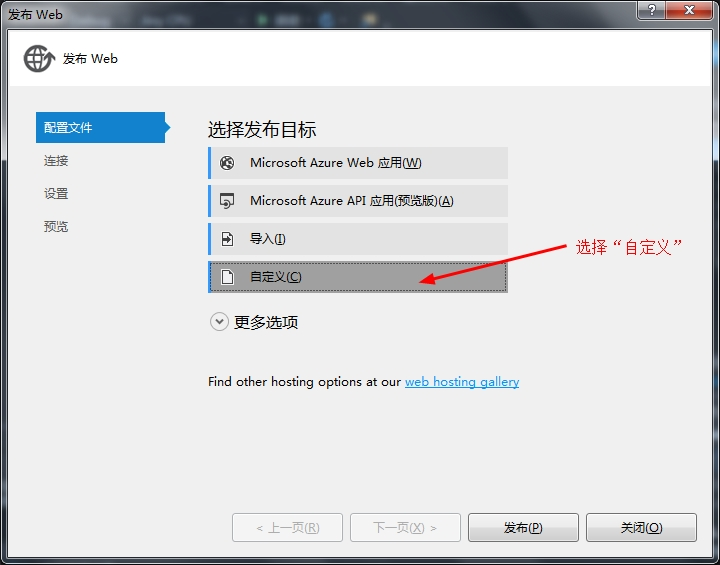 发布 Web
发布 Web
配置文件
连接
设置
预览
选择发布目标
Microsoft Azure Web 应用(W)
Microsoft Azure API 应用(预览版)(A)
导入(I)
自定义(C)
选择“自定义”
更多选项
Find other hosting options at our web hosting gallery
< 上一页(R)
下一页(X) >
发布(P)
关闭(O)